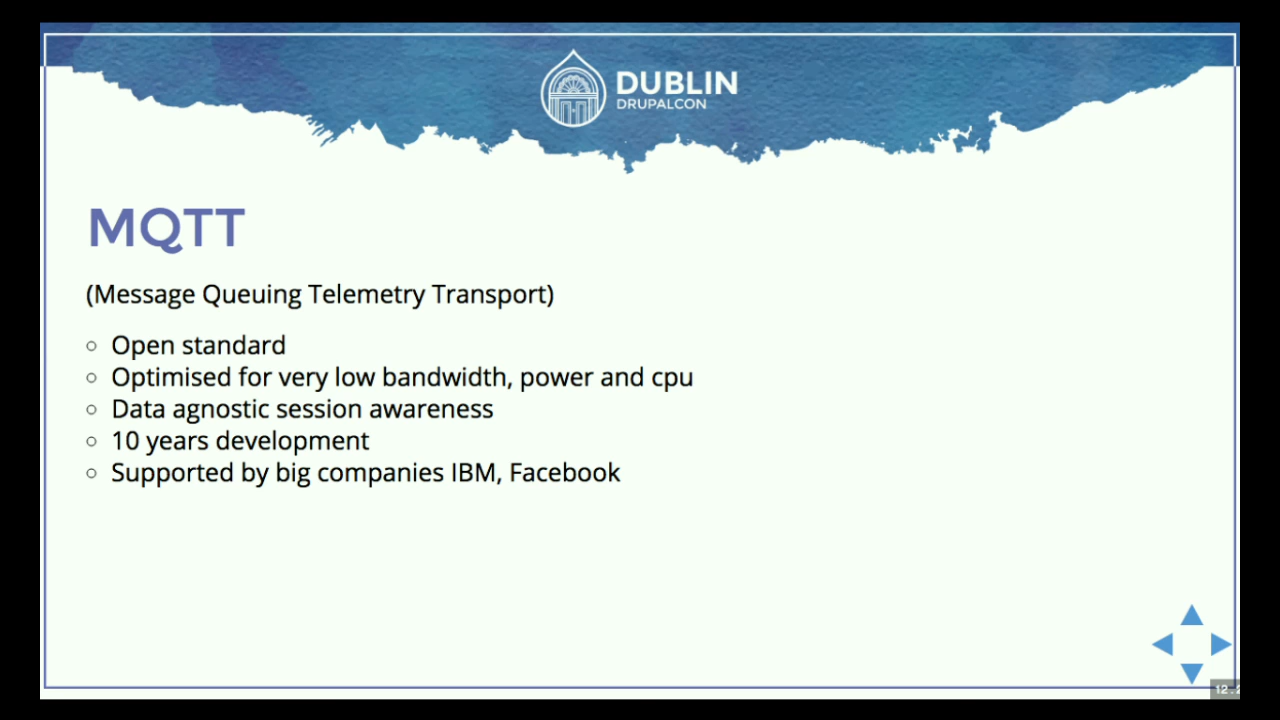 DUBLIN
DRUPALCON
MQTT
(Message Queuing Telemetry Transport)
Open standard
Optimised for very low bandwidth, power and cpu
Data agnostic session awareness
10 years development
Supported by big companies IBM, Facebook